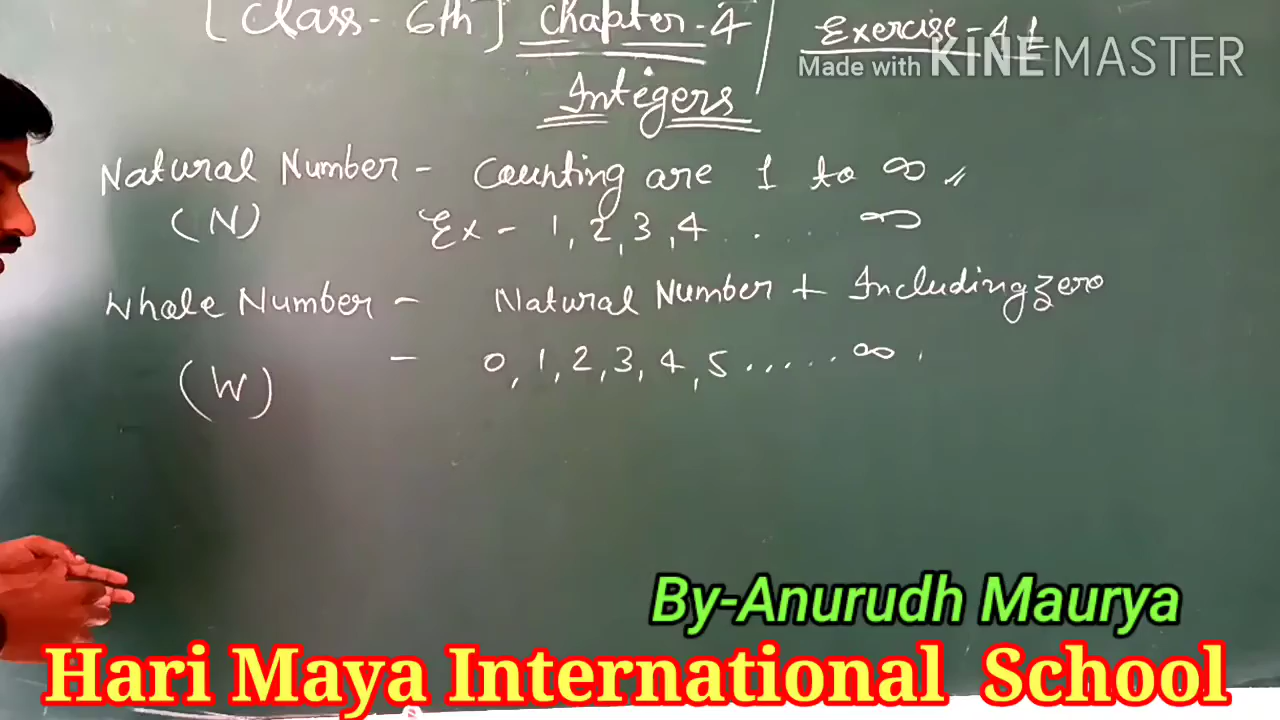 [Class- 6th] Chapter-4 / Exercise-4.1
Made with KINEMASTER
Integers
Natural Number - Counting are 1 to ∞ .
(N) Ex - 1, 2, 3, 4 . . . . . ∞
Whole Number - Natural Number + Including zero
(W) - 0, 1, 2, 3, 4, 5 ...... ∞ .
By-Anurudh Maurya
Hari Maya International School